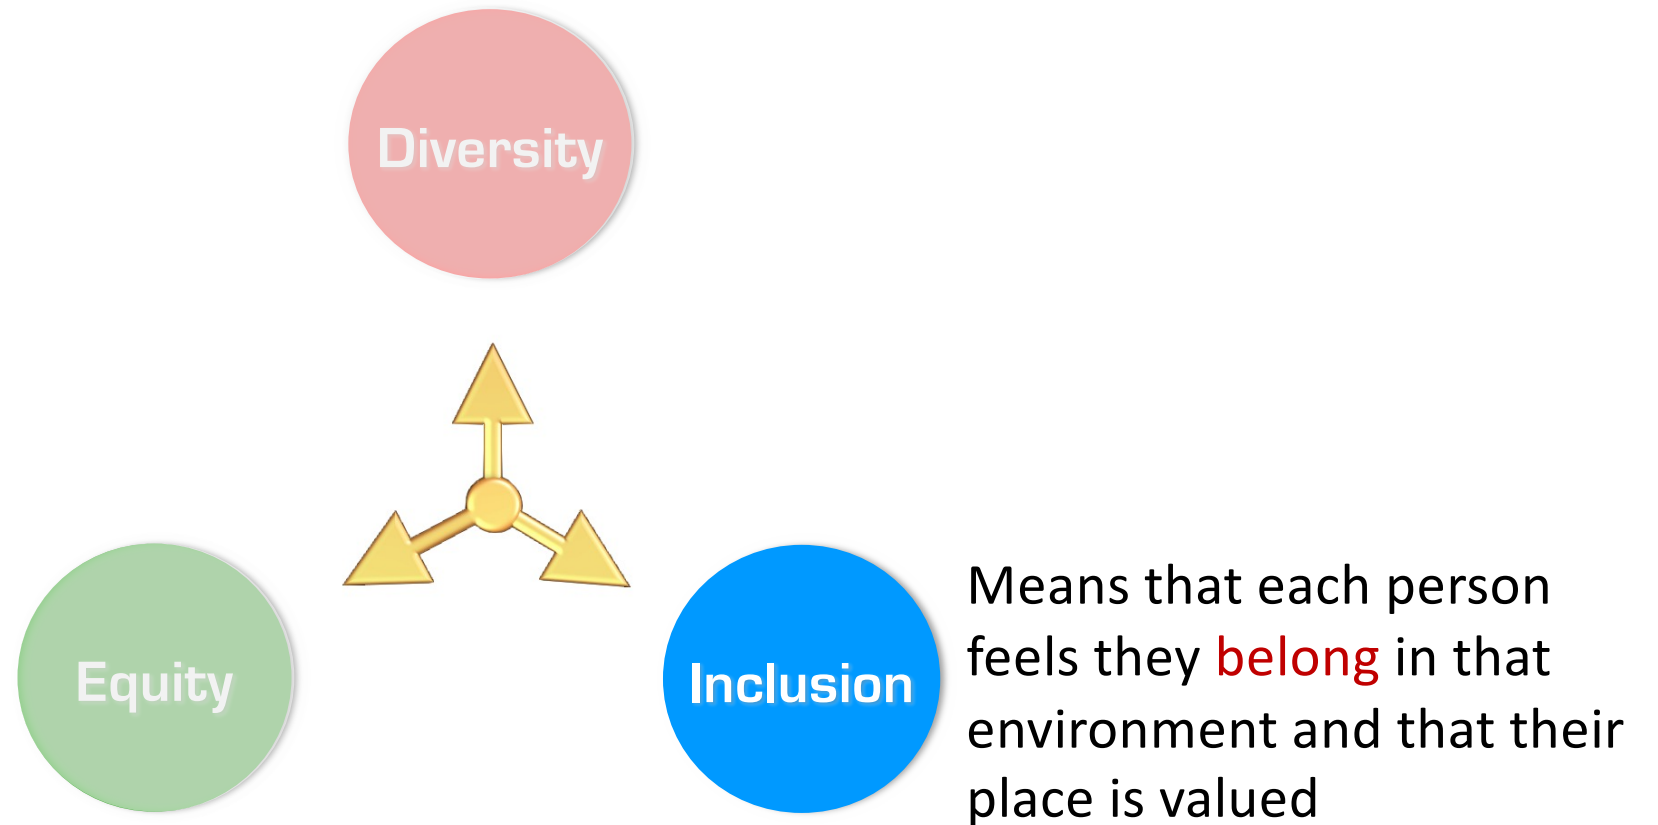 Diversity
Equity
Inclusion
Means that each person
feels they belong in that
environment and that their
place is valued